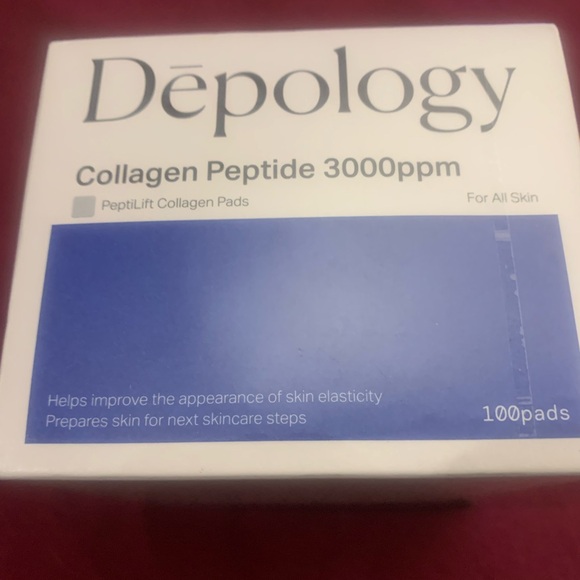 Dēpology
Collagen Peptide 3000ppm
PeptiLift Collagen Pads
For All Skin
Helps improve the appearance of skin elasticity
Prepares skin for next skincare steps
100pads